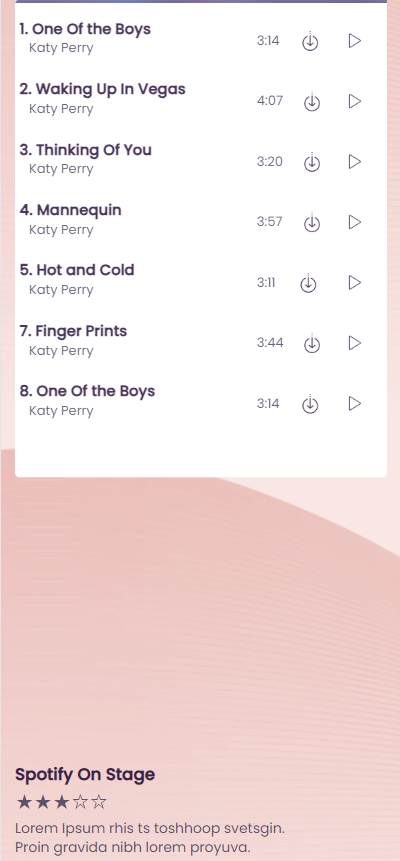 1. One Of the Boys
Katy Perry
3:14
2. Waking Up In Vegas
Katy Perry
4:07
3. Thinking Of You
Katy Perry
3:20
4. Mannequin
Katy Perry
3:57
5. Hot and Cold
Katy Perry
3:11
7. Finger Prints
Katy Perry
3:44
8. One Of the Boys
Katy Perry
3:14
Spotify On Stage
★★★☆☆
Lorem Ipsum rhis ts toshhoop svetsgin.
Proin gravida nibh lorem proyuva.